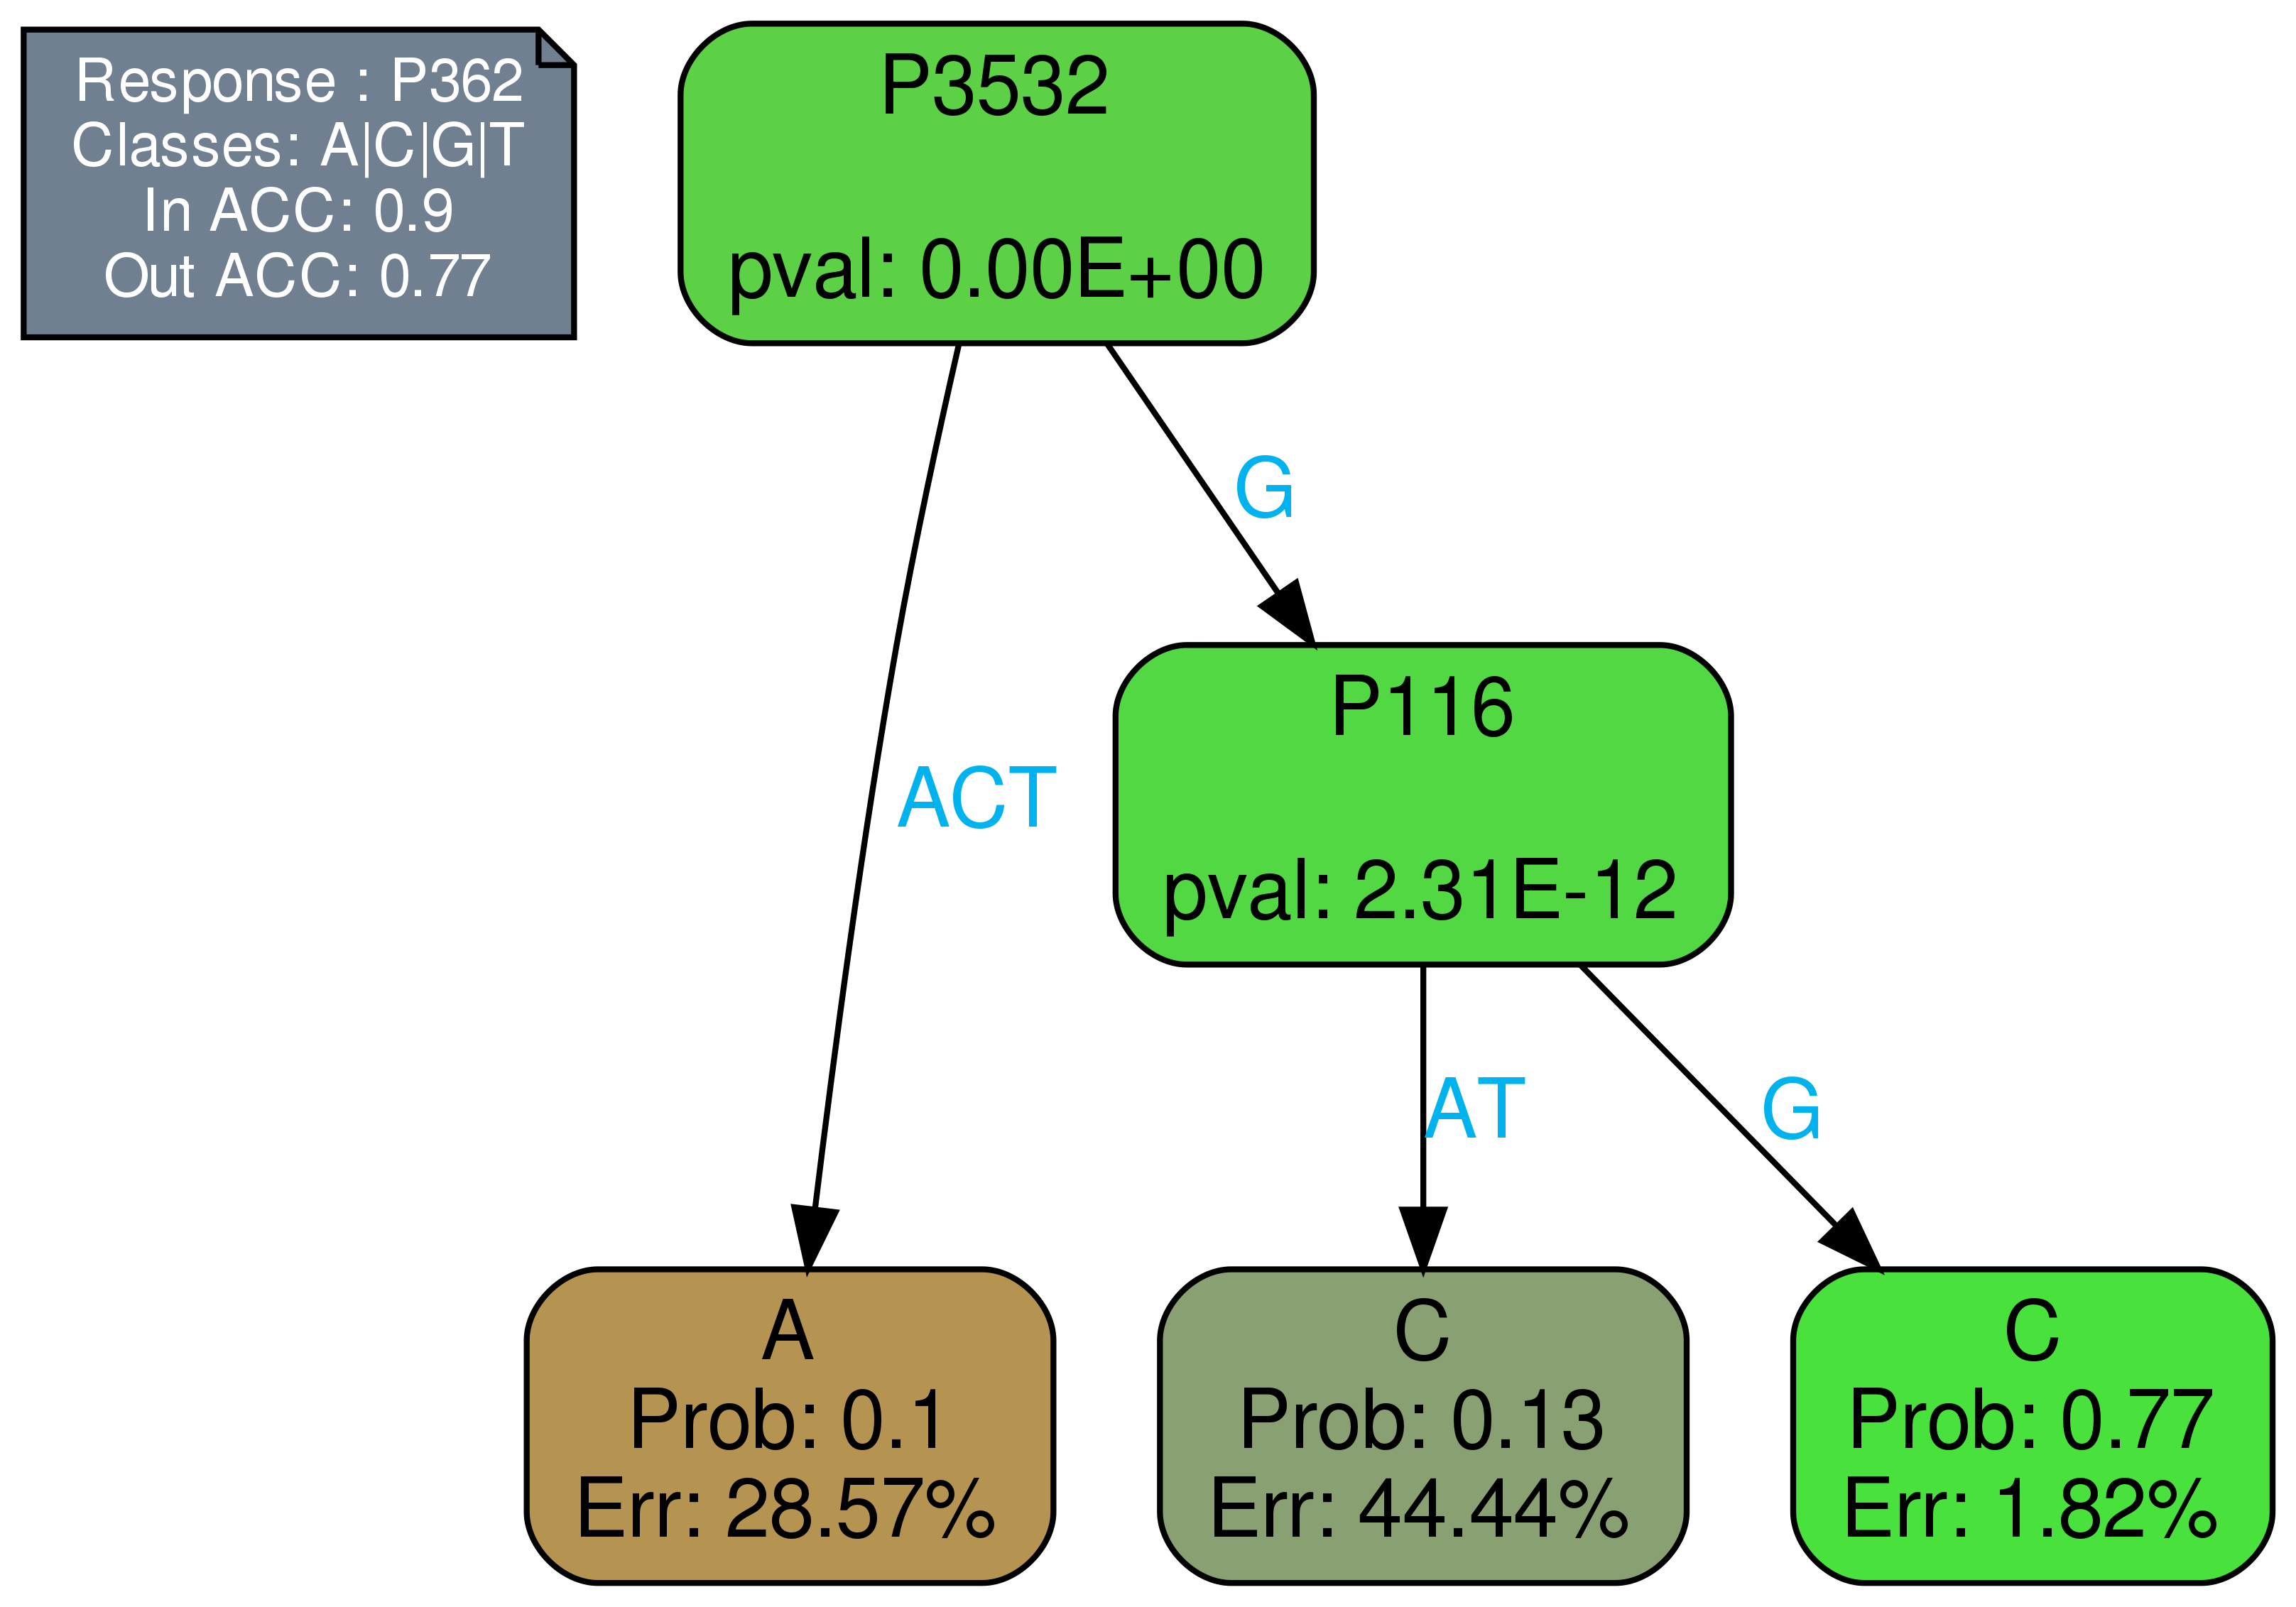 Response : P362
Classes: A|C|G|T
In ACC: 0.9
Out ACC: 0.77
P3532
pval: 0.00E+00
G
P116
pval: 2.31E-12
ACT
AT
G
A
Prob: 0.1
Err: 28.57%
C
Prob: 0.13
Err: 44.44%
C
Prob: 0.77
Err: 1.82%